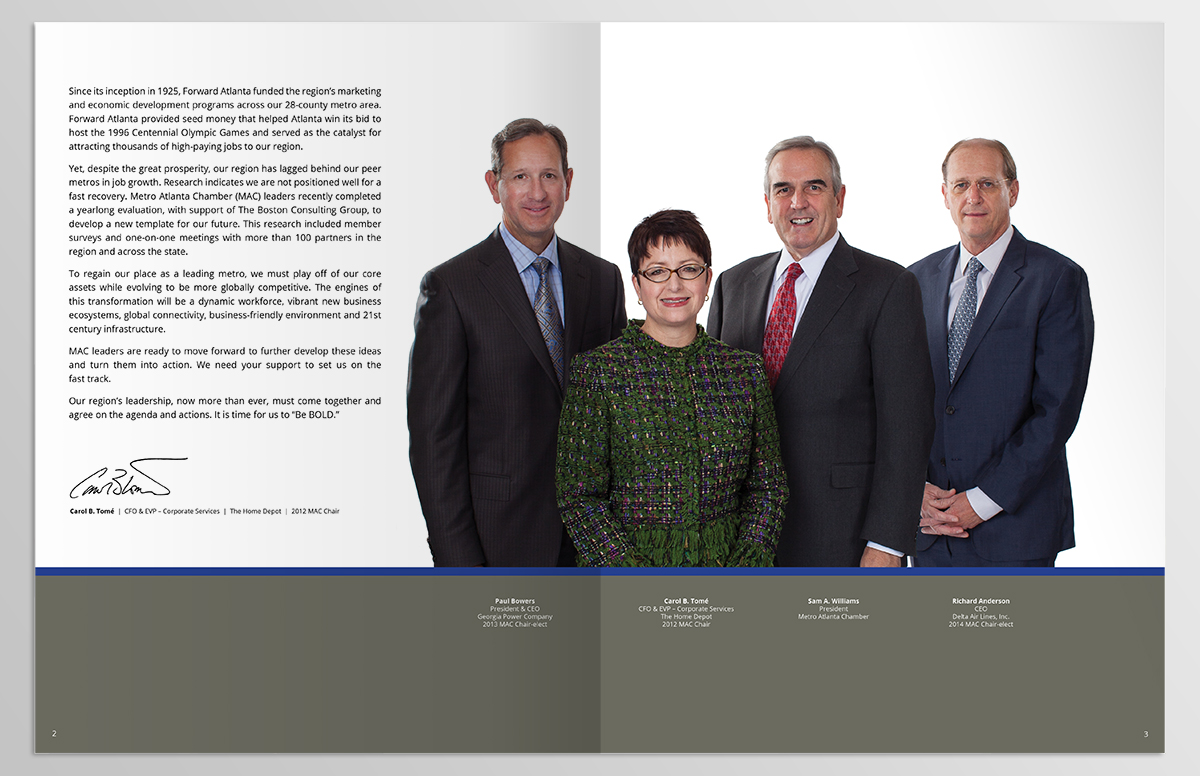 Since its inception in 1925, Forward Atlanta funded the region's marketing
and economic development programs across our 28-county metro area.
Forward Atlanta provided seed money that helped Atlanta win its bid to
host the 1996 Centennial Olympic Games and served as the catalyst for
attracting thousands of high-paying jobs to our region.
Yet, despite the great prosperity, our region has lagged behind our peer
metros in job growth. Research indicates we are not positioned well for a
fast recovery. Metro Atlanta Chamber (MAC) leaders recently completed
a yearlong evaluation, with support of The Boston Consulting Group, to
develop a new template for our future. This research included member
surveys and one-on-one meetings with more than 100 partners in the
region and across the state.
To regain our place as a leading metro, we must play off of our core
assets while evolving to be more globally competitive. The engines of
this transformation will be a dynamic workforce, vibrant new business
ecosystems, global connectivity, business-friendly environment and 21st
century infrastructure.
MAC leaders are ready to move forward to further develop these ideas
and turn them into action. We need your support to set us on the
fast track.
Our region's leadership, now more than ever, must come together and
agree on the agenda and actions. It is time for us to "Be BOLD."
Carol B. Tomé | CFO & EVP – Corporate Services | The Home Depot | 2012 MAC Chair
Paul Bowers
President & CEO
Georgia Power Company
2013 MAC Chair-elect
Carol B. Tomé
CFO & EVP – Corporate Services
The Home Depot
2012 MAC Chair
Sam A. Williams
President
Metro Atlanta Chamber
Richard Anderson
CEO
Delta Air Lines, Inc.
2014 MAC Chair-elect
2
3